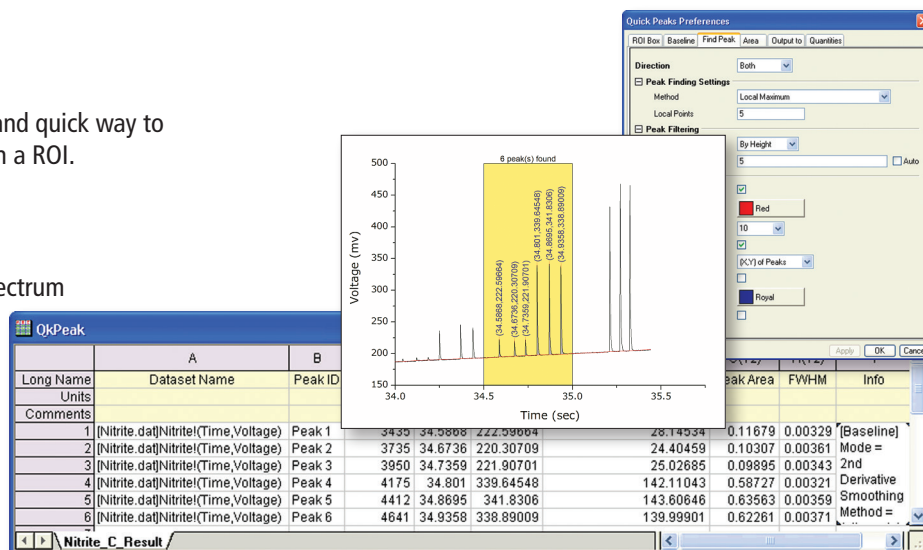 and quick way to
n a ROI.
ectrum
Quick Peaks Preferences
ROI Box Baseline Find Peak Area Output to Quantities
Direction Both
Peak Finding Settings
Method Local Maximum
Local Points 5
Peak Filtering
By Height
5 Auto
Red
10
(X,Y) of Peaks
Royal
Apply OK Cance
6 peak(s) found
500
450
400
350
300
250
200
150
Voltage (mv)
(34.5868,222.59664)
(34.6736,220.30709)
(34.7359,221.90701)
(34.801,339.64548)
(34.8695,341.8306)
(34.9358,338.89009)
34.0 34.5 35.0 35.5
Time (sec)
QkPeak
A B
Long Name Dataset Name Peak ID eak Area FWHM Info
Units
Comments
1 [Nitrite.dat]Nitrite!(Time,Voltage) Peak 1 3435 34.5868 222.59664 28.14534 0.11679 0.00329 [Baseline]
2 [Nitrite.dat]Nitrite!(Time,Voltage) Peak 2 3735 34.6736 220.30709 24.40459 0.10307 0.00361 Mode =
3 [Nitrite.dat]Nitrite!(Time,Voltage) Peak 3 3950 34.7359 221.90701 25.02685 0.09895 0.00343 2nd
4 [Nitrite.dat]Nitrite!(Time,Voltage) Peak 4 4175 34.801 339.64548 142.11043 0.58727 0.00321 Derivative
5 [Nitrite.dat]Nitrite!(Time,Voltage) Peak 5 4412 34.8695 341.8306 143.60646 0.63563 0.00359 Smoothing
6 [Nitrite.dat]Nitrite!(Time,Voltage) Peak 6 4641 34.9358 338.89009 139.99901 0.62261 0.00371 Method =
Nitrite_C_Result